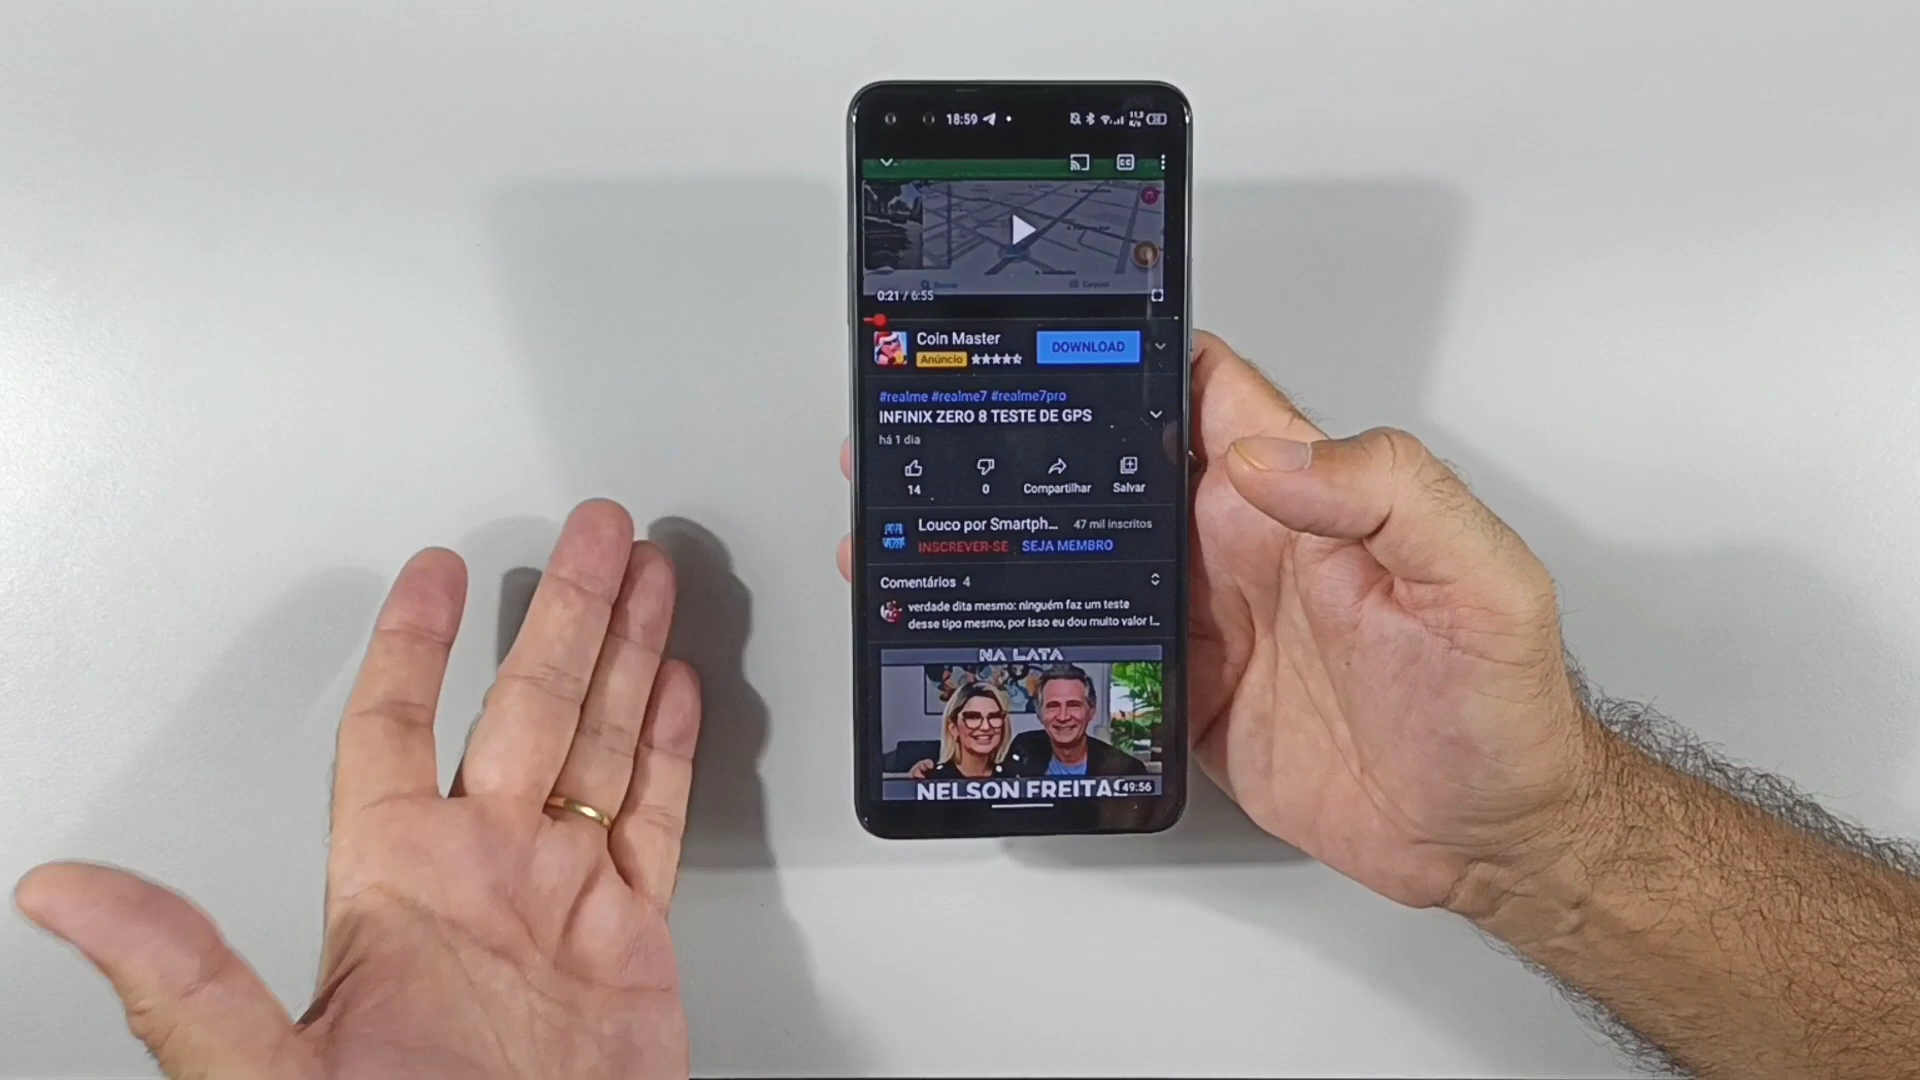 18:59
0:21 / 6:55
Coin Master
Anúncio
DOWNLOAD
#realme #realme7 #realme7pro
INFINIX ZERO 8 TESTE DE GPS
há 1 dia
14
0
Compartilhar
Salvar
Louco por Smartph...
47 mil inscritos
INSCREVER-SE
SEJA MEMBRO
Comentários 4
verdade dita mesmo: ninguém faz um teste
desse tipo mesmo, por isso eu dou muito valor !...
NA LATA
NELSON FREITAS
49:56